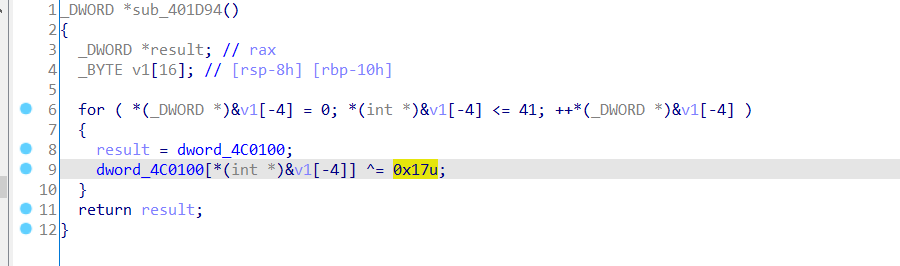 1 _DWORD *sub_401D94()
2 {
3   _DWORD *result; // rax
4   _BYTE v1[16]; // [rsp-8h] [rbp-10h]
5
6   for ( *(_DWORD *)&v1[-4] = 0; *(int *)&v1[-4] <= 41; ++*(_DWORD *)&v1[-4] )
7   {
8     result = dword_4C0100;
9     dword_4C0100[*(int *)&v1[-4]] ^= 0x17u;
10   }
11   return result;
12 }